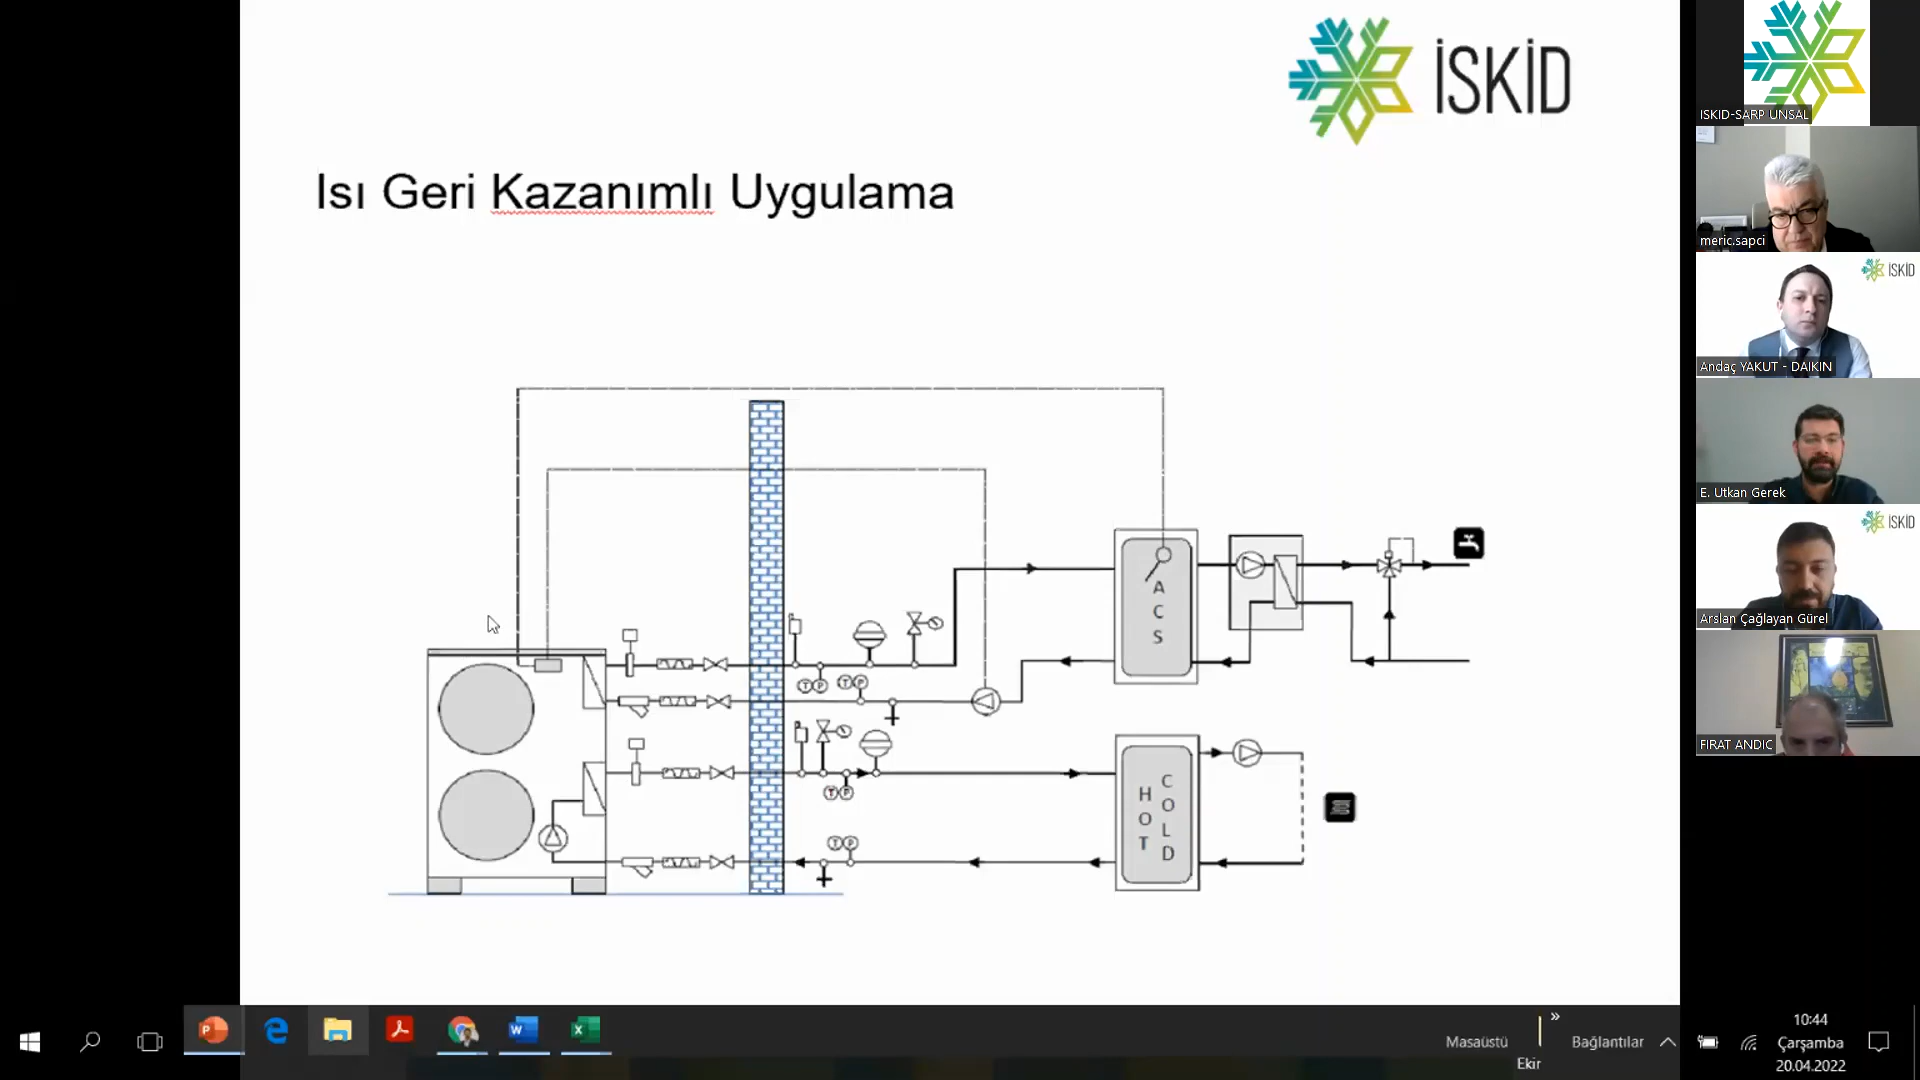 İSKİD
Isı Geri Kazanımlı Uygulama
A
C
S
T P
T P
T P
T P
H
O
T
C
O
L
D
ISKID-SARP UNSAL
meric.sapci
İSKİD
Andaç YAKUT - DAIKIN
E. Utkan Gerek
İSKİD
Arslan Çağlayan Gürel
FIRAT ANDIC
Masaüstü
»
Ekir
Bağlantılar
10:44
Çarşamba
20.04.2022